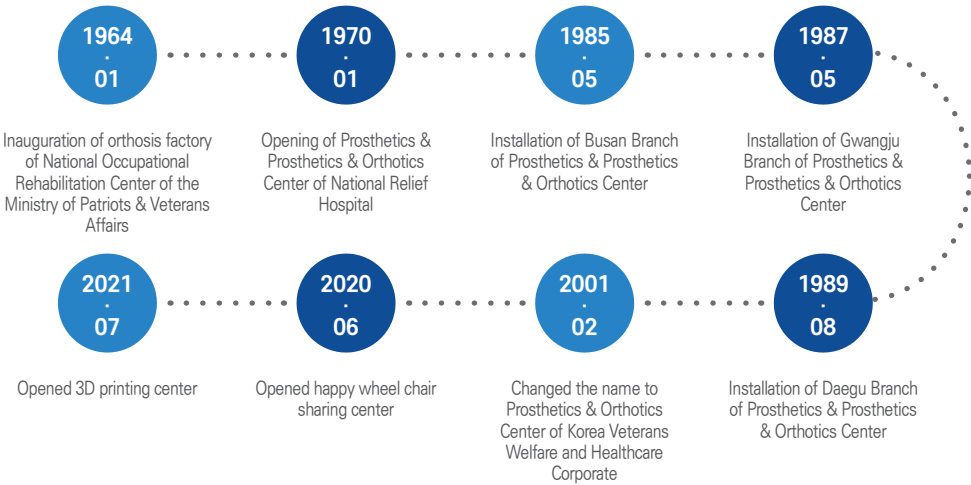 1964
.
01
Inauguration of orthosis factory
of National Occupational
Rehabilitation Center of the
Ministry of Patriots & Veterans
Affairs
1970
.
01
Opening of Prosthetics &
Prosthetics & Orthotics
Center of National Relief
Hospital
1985
.
05
Installation of Busan Branch
of Prosthetics & Prosthetics
& Orthotics Center
1987
.
05
Installation of Gwangju
Branch of Prosthetics &
Prosthetics & Orthotics
Center
1989
.
08
Installation of Daegu Branch
of Prosthetics & Prosthetics
& Orthotics Center
2001
.
02
Changed the name to
Prosthetics & Orthotics
Center of Korea Veterans
Welfare and Healthcare
Corporate
2020
.
06
Opened happy wheel chair
sharing center
2021
.
07
Opened 3D printing center